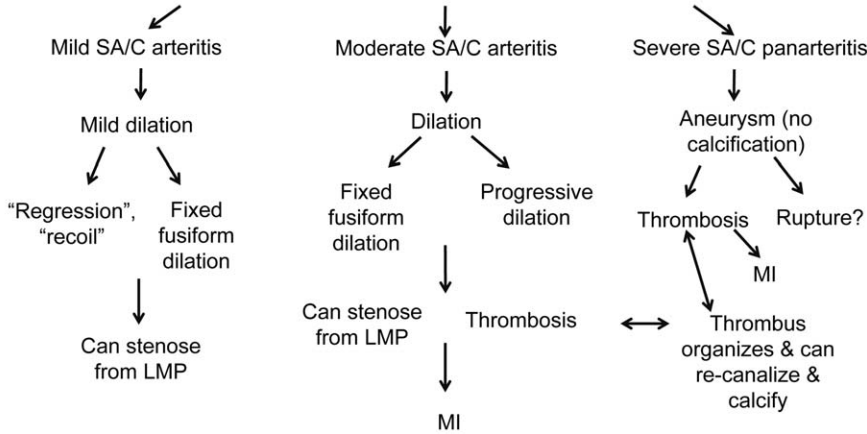 Mild SA/C arteritis
Mild dilation
“Regression”,
“recoil”
Fixed
fusiform
dilation
Can stenose
from LMP
Moderate SA/C arteritis
Dilation
Fixed
fusiform
dilation
Progressive
dilation
Can stenose
from LMP
Thrombosis
MI
Severe SA/C panarteritis
Aneurysm (no
calcification)
Thrombosis
Rupture?
MI
Thrombus
organizes & can
re-canalize &
calcify